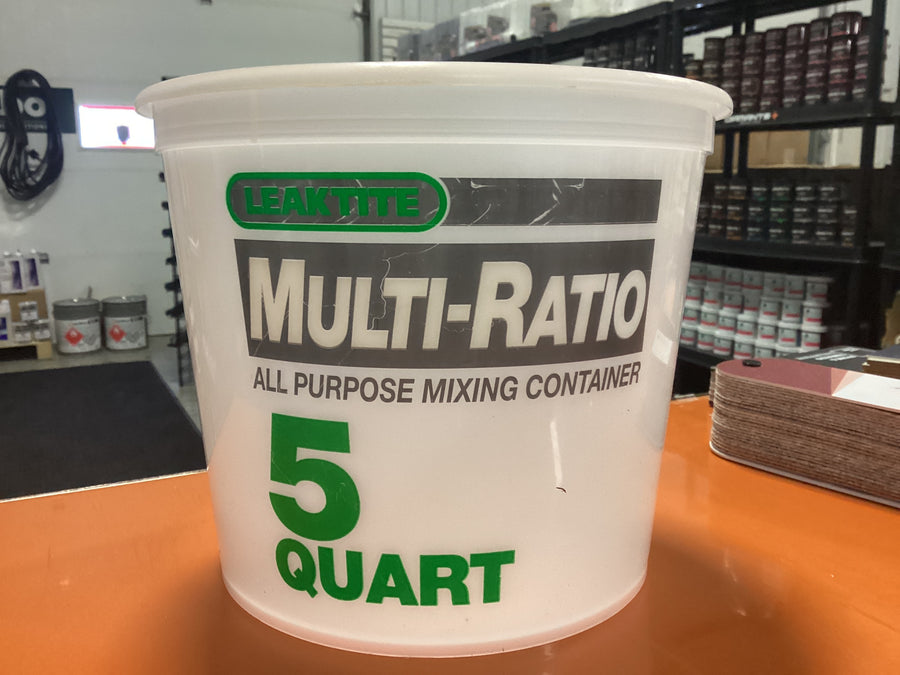 LEAKTITE
MULTI-RATIO
ALL PURPOSE MIXING CONTAINER
5
QUART